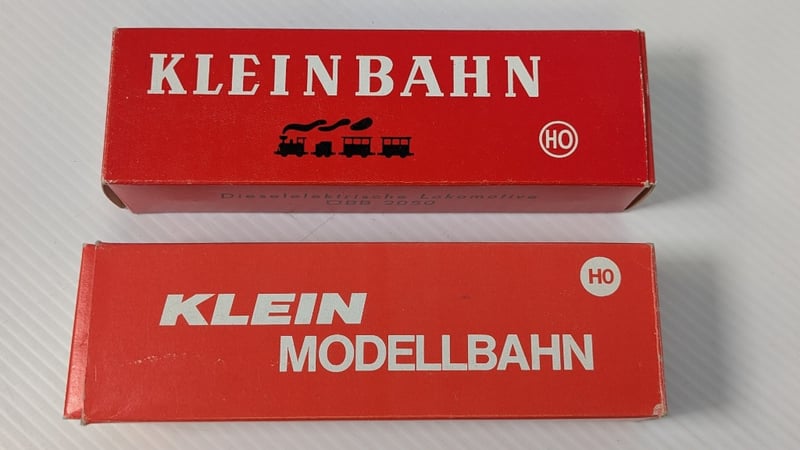 KLEINBAHN
HO
Dieselelektrische Lokomotive
ÖBB 2050
HO
KLEIN
MODELLBAHN